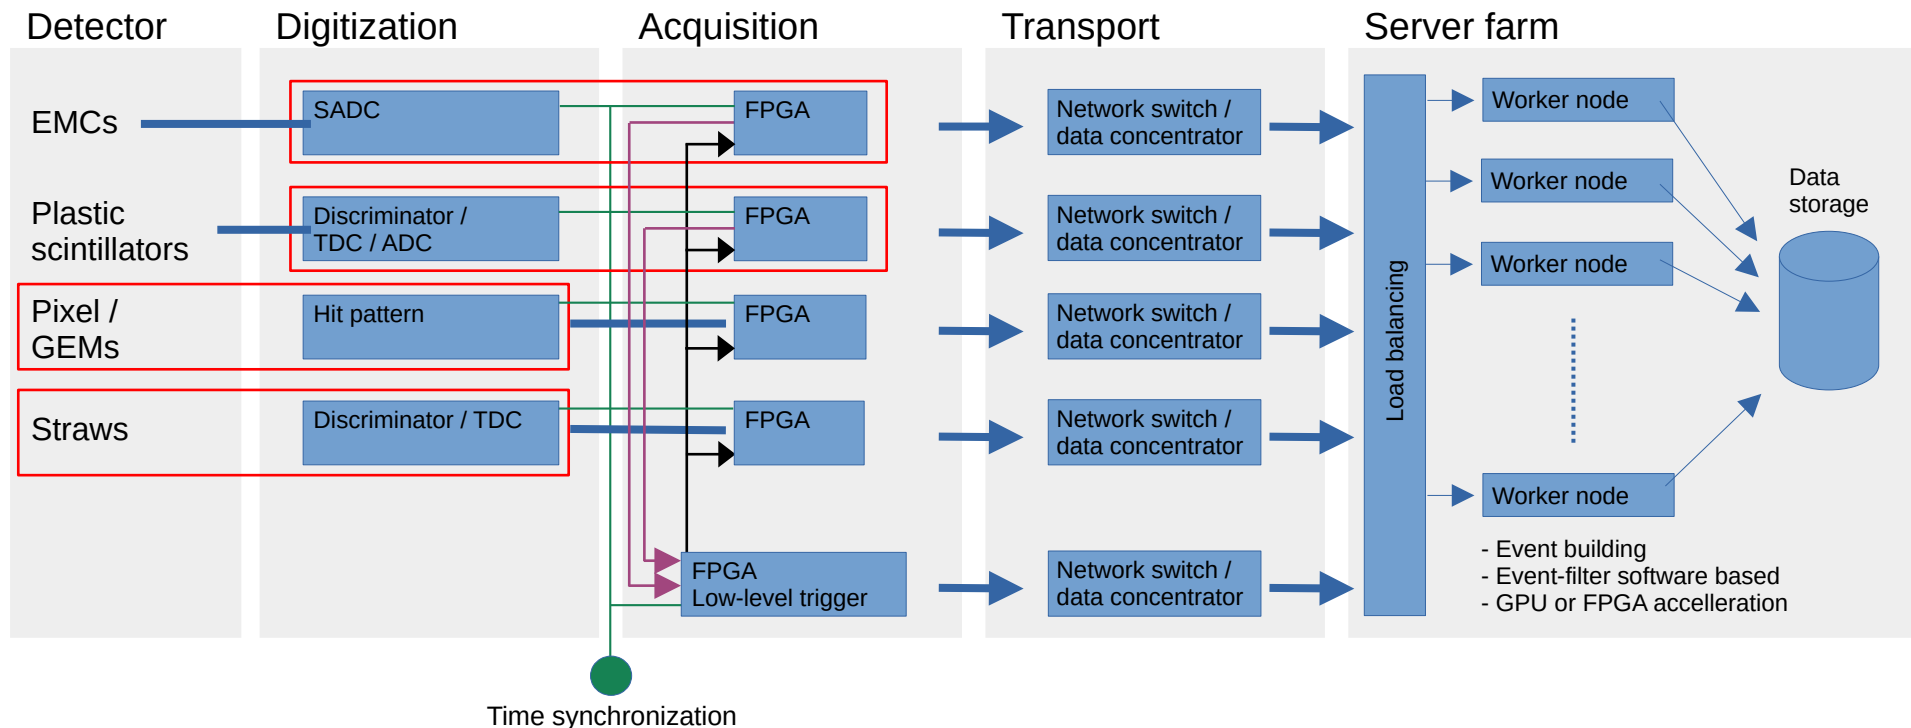 Detector
Digitization
Acquisition
Transport
Server farm
EMCs
SADC
FPGA
Network switch /
data concentrator
Worker node
Plastic
scintillators
Discriminator /
TDC / ADC
FPGA
Network switch /
data concentrator
Worker node
Data
storage
Pixel /
GEMs
Hit pattern
FPGA
Network switch /
data concentrator
Load balancing
Worker node
Straws
Discriminator / TDC
FPGA
Network switch /
data concentrator
Worker node
FPGA
Low-level trigger
Network switch /
data concentrator
- Event building
- Event-filter software based
- GPU or FPGA accelleration
Time synchronization